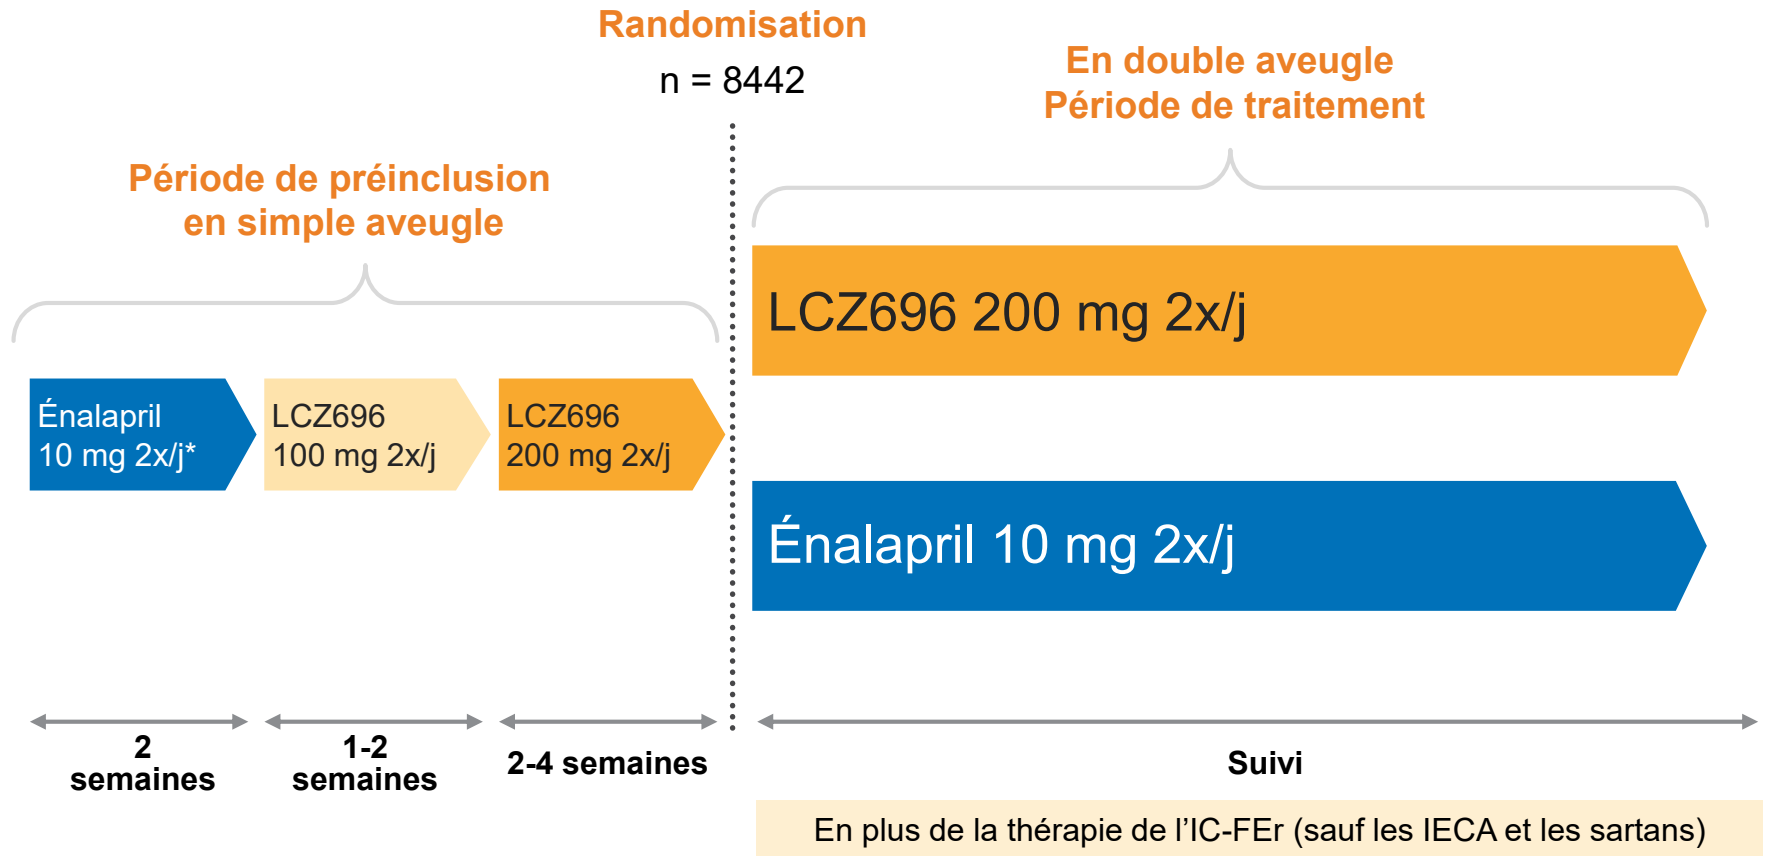 Randomisation
n = 8442
En double aveugle
Période de traitement
Période de préinclusion
en simple aveugle
LCZ696 200 mg 2x/j
Énalapril
10 mg 2x/j*
LCZ696
100 mg 2x/j
LCZ696
200 mg 2x/j
Énalapril 10 mg 2x/j
2
semaines
1-2
semaines
2-4 semaines
Suivi
En plus de la thérapie de l’IC-FEr (sauf les IECA et les sartans)